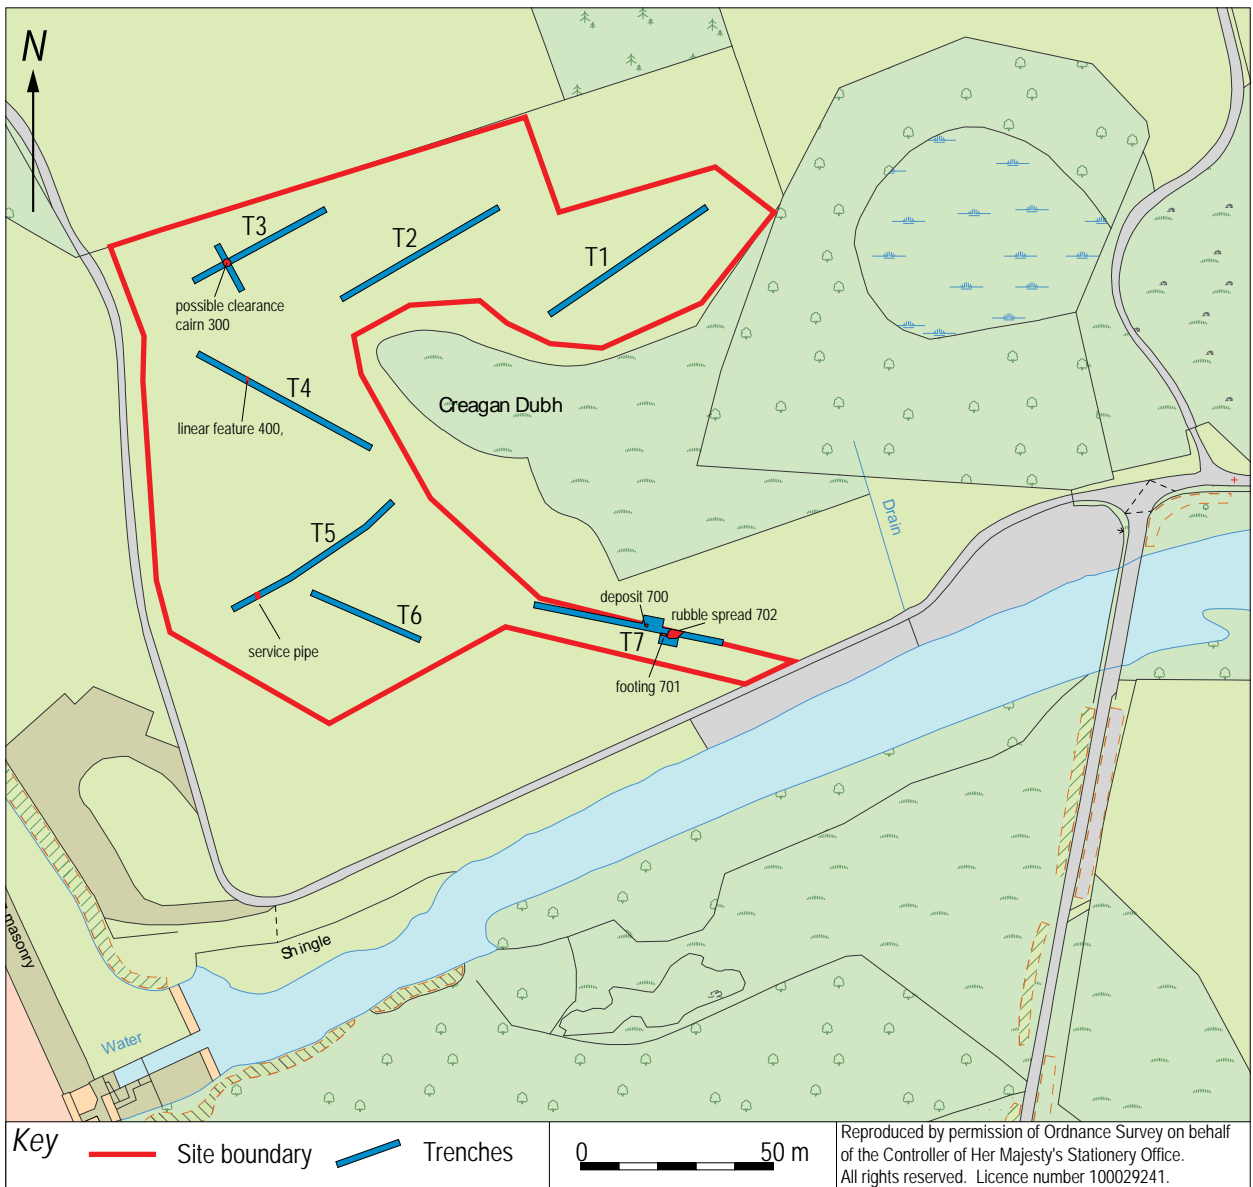 N
T3
T2
T1
possible clearance
cairn 300
T4
linear feature 400,
Creagan Dubh
Drain
T5
T6
service pipe
deposit 700
rubble spread 702
T7
footing 701
masonry
Shingle
Water
Key
Site boundary
Trenches
0 50 m
Reproduced by permission of Ordnance Survey on behalf
of the Controller of Her Majesty's Stationery Office.
All rights reserved. Licence number 100029241.